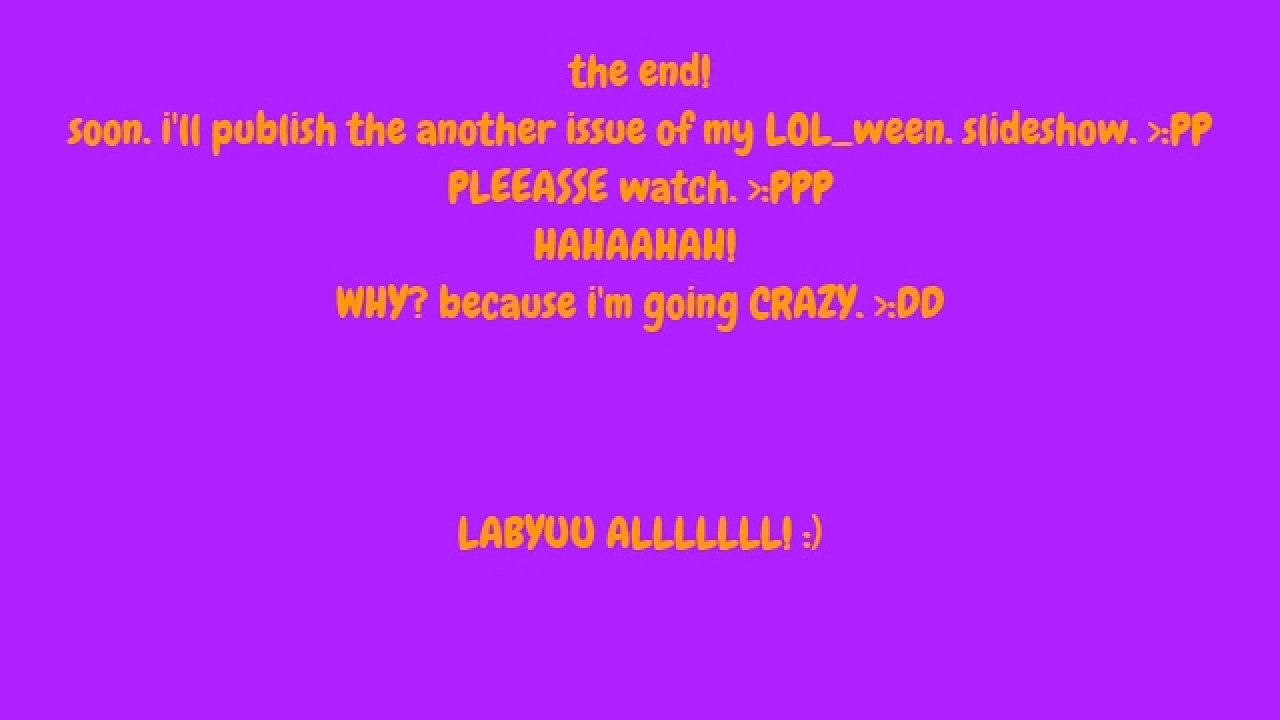 the end!
soon. i'll publish the another issue of my LOL_ween. slideshow. >:PP
PLEEASSE watch. >:PPP
HAHAAHAH!
WHY? because i'm going CRAZY. >:DD
LABYUU ALLLLLLL! :)